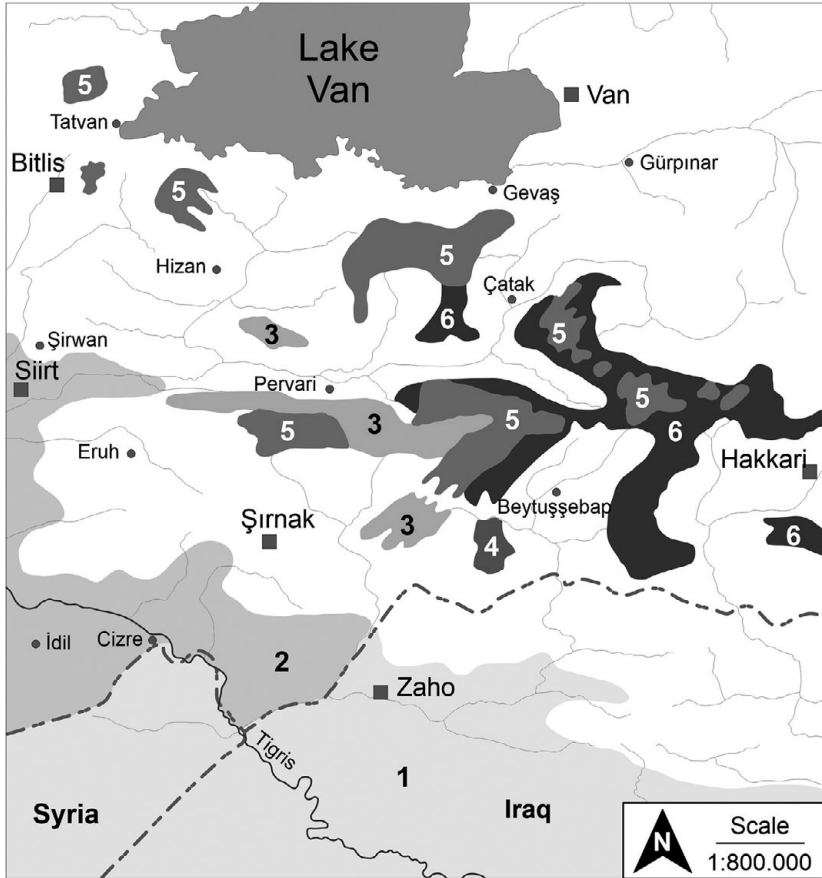 Lake
Van
5
Van
Tatvan
Bitlis
Gürpınar
5
Gevaş
5
Hizan
Çatak
6
3
5
Şirwan
Siirt
Pervari
5
3
5
5
6
Eruh
Hakkari
Beytuşşebap
Şırnak
3
4
6
İdil
Cizre
2
Zaho
Tigris
1
Syria
Iraq
N
Scale
1:800.000